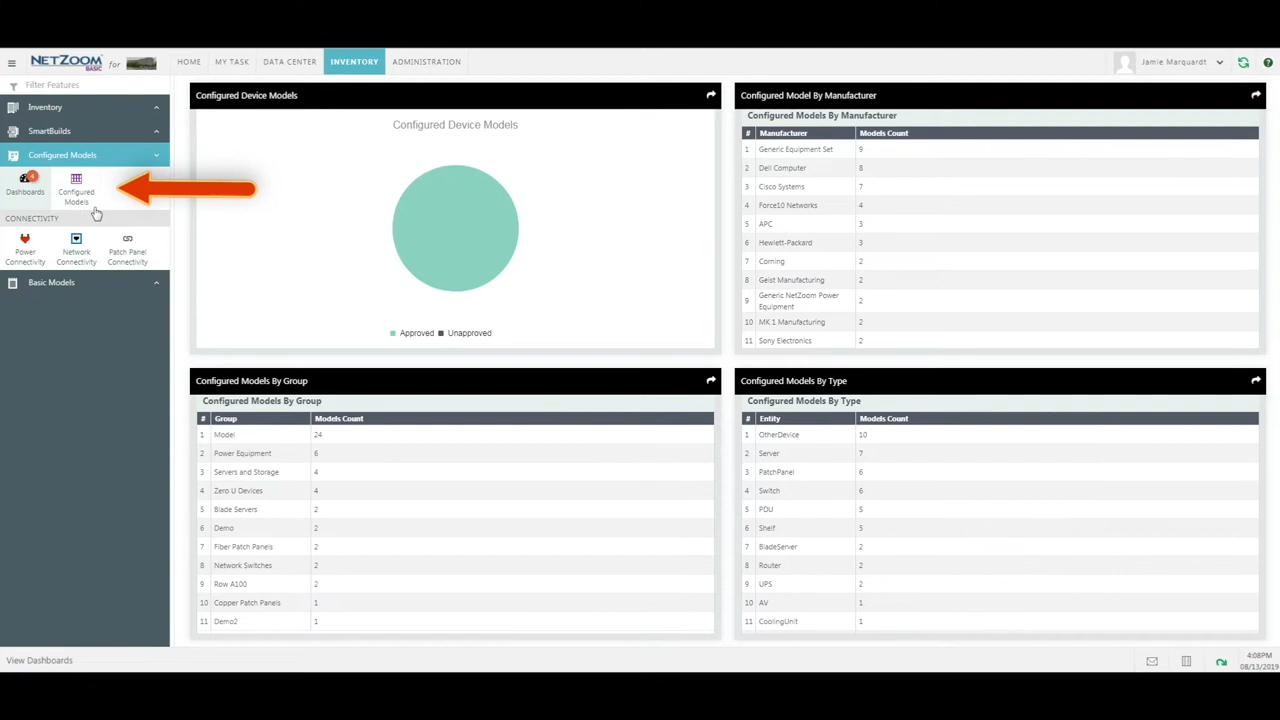 NETZOOM
BASIC
for
HOME
MY TASK
DATA CENTER
INVENTORY
ADMINISTRATION
Jamie Marquardt
Filter Features
Inventory
SmartBuilds
Configured Models
4
Dashboards
Configured
Models
CONNECTIVITY
Power
Connectivity
Network
Connectivity
Patch Panel
Connectivity
Basic Models
Configured Device Models
Configured Device Models
Approved
Unapproved
Configured Model By Manufacturer
Configured Models By Manufacturer
# Manufacturer Models Count
1 Generic Equipment Set 9
2 Dell Computer 8
3 Cisco Systems 7
4 Force10 Networks 4
5 APC 3
6 Hewlett-Packard 3
7 Corning 2
8 Geist Manufacturing 2
9 Generic NetZoom Power
Equipment 2
10 MK 1 Manufacturing 2
11 Sony Electronics 2
Configured Models By Group
Configured Models By Group
# Group Models Count
1 Model 24
2 Power Equipment 6
3 Servers and Storage 4
4 Zero U Devices 4
5 Blade Servers 2
6 Demo 2
7 Fiber Patch Panels 2
8 Network Switches 2
9 Row A100 2
10 Copper Patch Panels 1
11 Demo2 1
Configured Models By Type
Configured Models By Type
# Entity Models Count
1 OtherDevice 10
2 Server 7
3 PatchPanel 6
4 Switch 6
5 PDU 5
6 Shelf 5
7 BladeServer 2
8 Router 2
9 UPS 2
10 AV 1
11 CoolingUnit 1
View Dashboards
4:08PM
08/13/2019